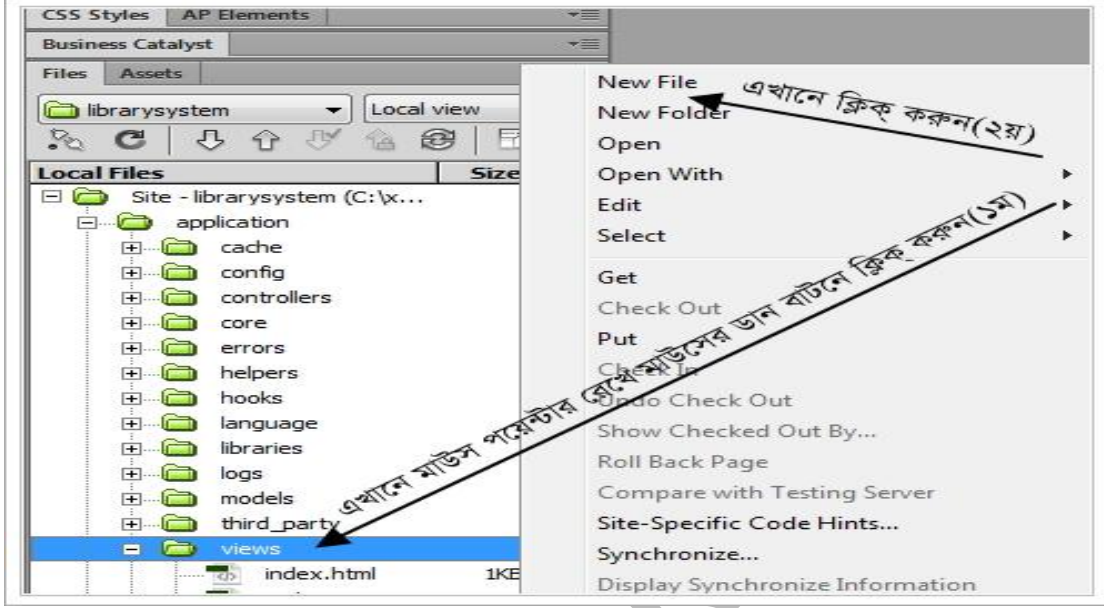 CSS Styles AP Elements
Business Catalyst
Files Assets
librarysystem Local view
Local Files Size
Site - librarysystem (C:\x...
application
cache
config
controllers
core
errors
helpers
hooks
language
libraries
logs
models
third_party
views
index.html 1KB
New File
New Folder
Open
Open With
Edit
Select
Get
Check Out
Put
Check In
Undo Check Out
Show Checked Out By...
Roll Back Page
Compare with Testing Server
Site-Specific Code Hints...
Synchronize...
Display Synchronize Information
এখানে ক্লিক্ করুন(২য়)
এখানে মাউস পয়েন্টার রেখে মাউসের ডান বাটনে ক্লিক্ করুন(১ম)